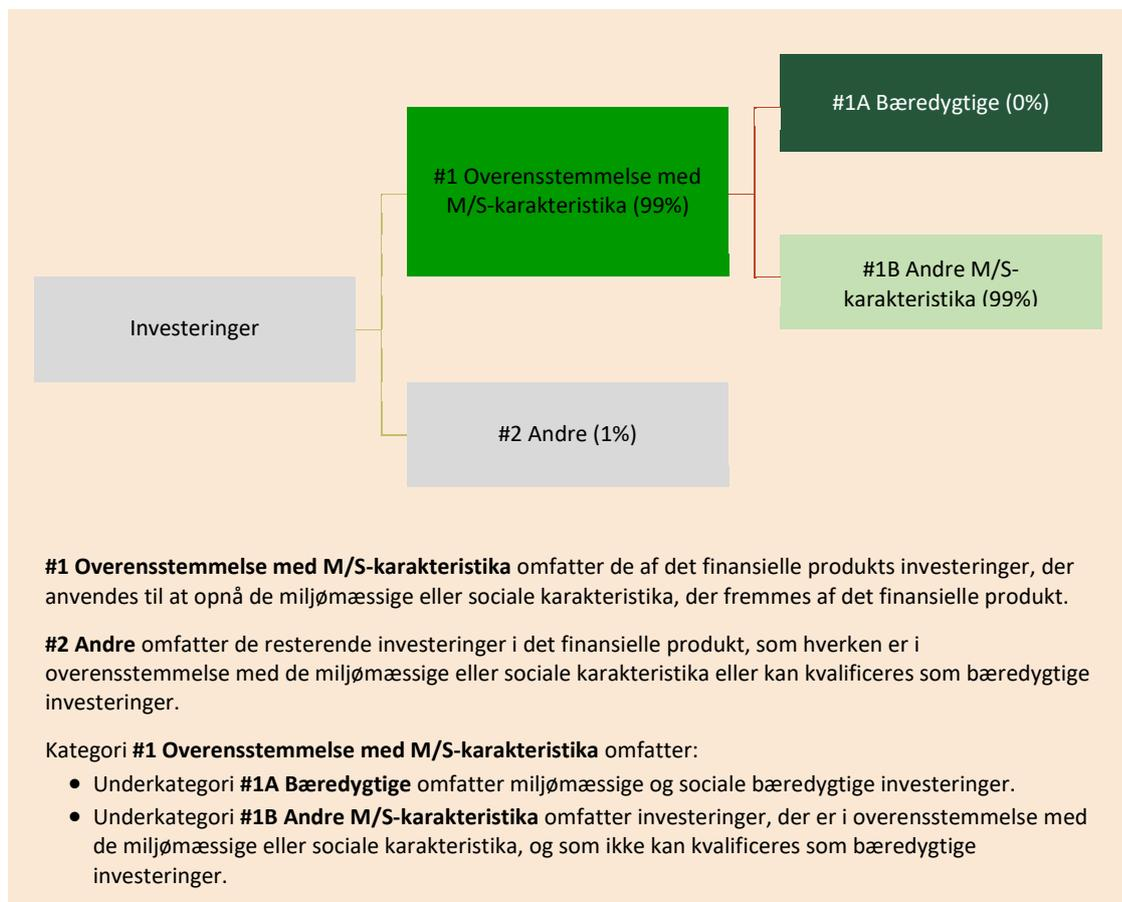 #1A Bæredygtige (0%)
#1 Overensstemmelse med
M/S-karakteristika (99%)
#1B Andre M/S-
karakteristika (99%)
Investeringer
#2 Andre (1%)
#1 Overensstemmelse med M/S-karakteristika omfatter de af det finansielle produkts investeringer, der
anvendes til at opnå de miljømæssige eller sociale karakteristika, der fremmes af det finansielle produkt.
#2 Andre omfatter de resterende investeringer i det finansielle produkt, som hverken er i
overensstemmelse med de miljømæssige eller sociale karakteristika eller kan kvalificeres som bæredygtige
investeringer.
Kategori #1 Overensstemmelse med M/S-karakteristika omfatter:
• Underkategori #1A Bæredygtige omfatter miljømæssige og sociale bæredygtige investeringer.
• Underkategori #1B Andre M/S-karakteristika omfatter investeringer, der er i overensstemmelse med
de miljømæssige eller sociale karakteristika, og som ikke kan kvalificeres som bæredygtige
investeringer.